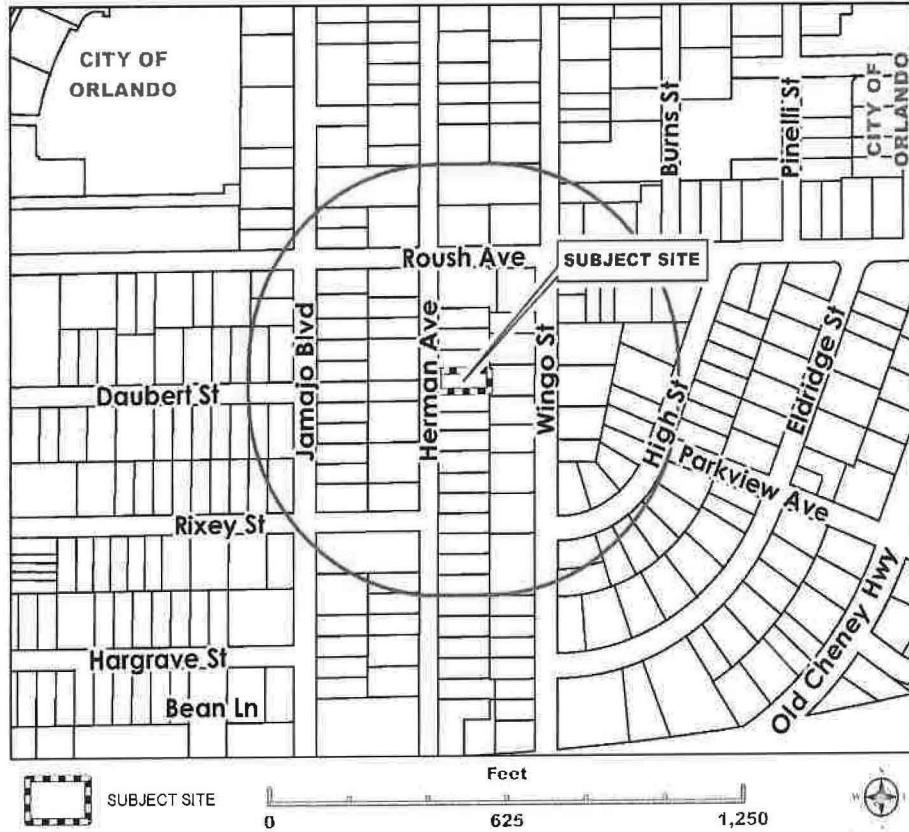 CITY OF
ORLANDO
Burns St
Pinelli St
CITY OF
ORLANDO
Roush Ave
SUBJECT SITE
Jamajo Blvd
Herman Ave
Wingo St
High St
Eldridge St
Daubert St
Parkview Ave
Rixey St
Old Cheney Hwy
Hargrave St
Bean Ln
SUBJECT SITE
Feet
0
625
1,250